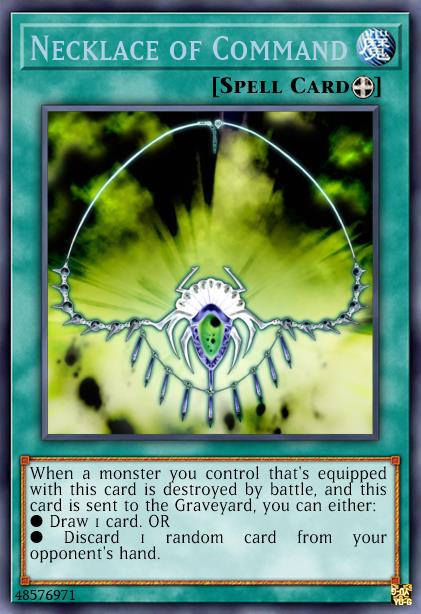 Necklace of Command
魔
[Spell Card]
When a monster you control that's equipped
with this card is destroyed by battle, and this
card is sent to the Graveyard, you can either:
● Draw 1 card. OR
● Discard 1 random card from your
opponent's hand.
48576971